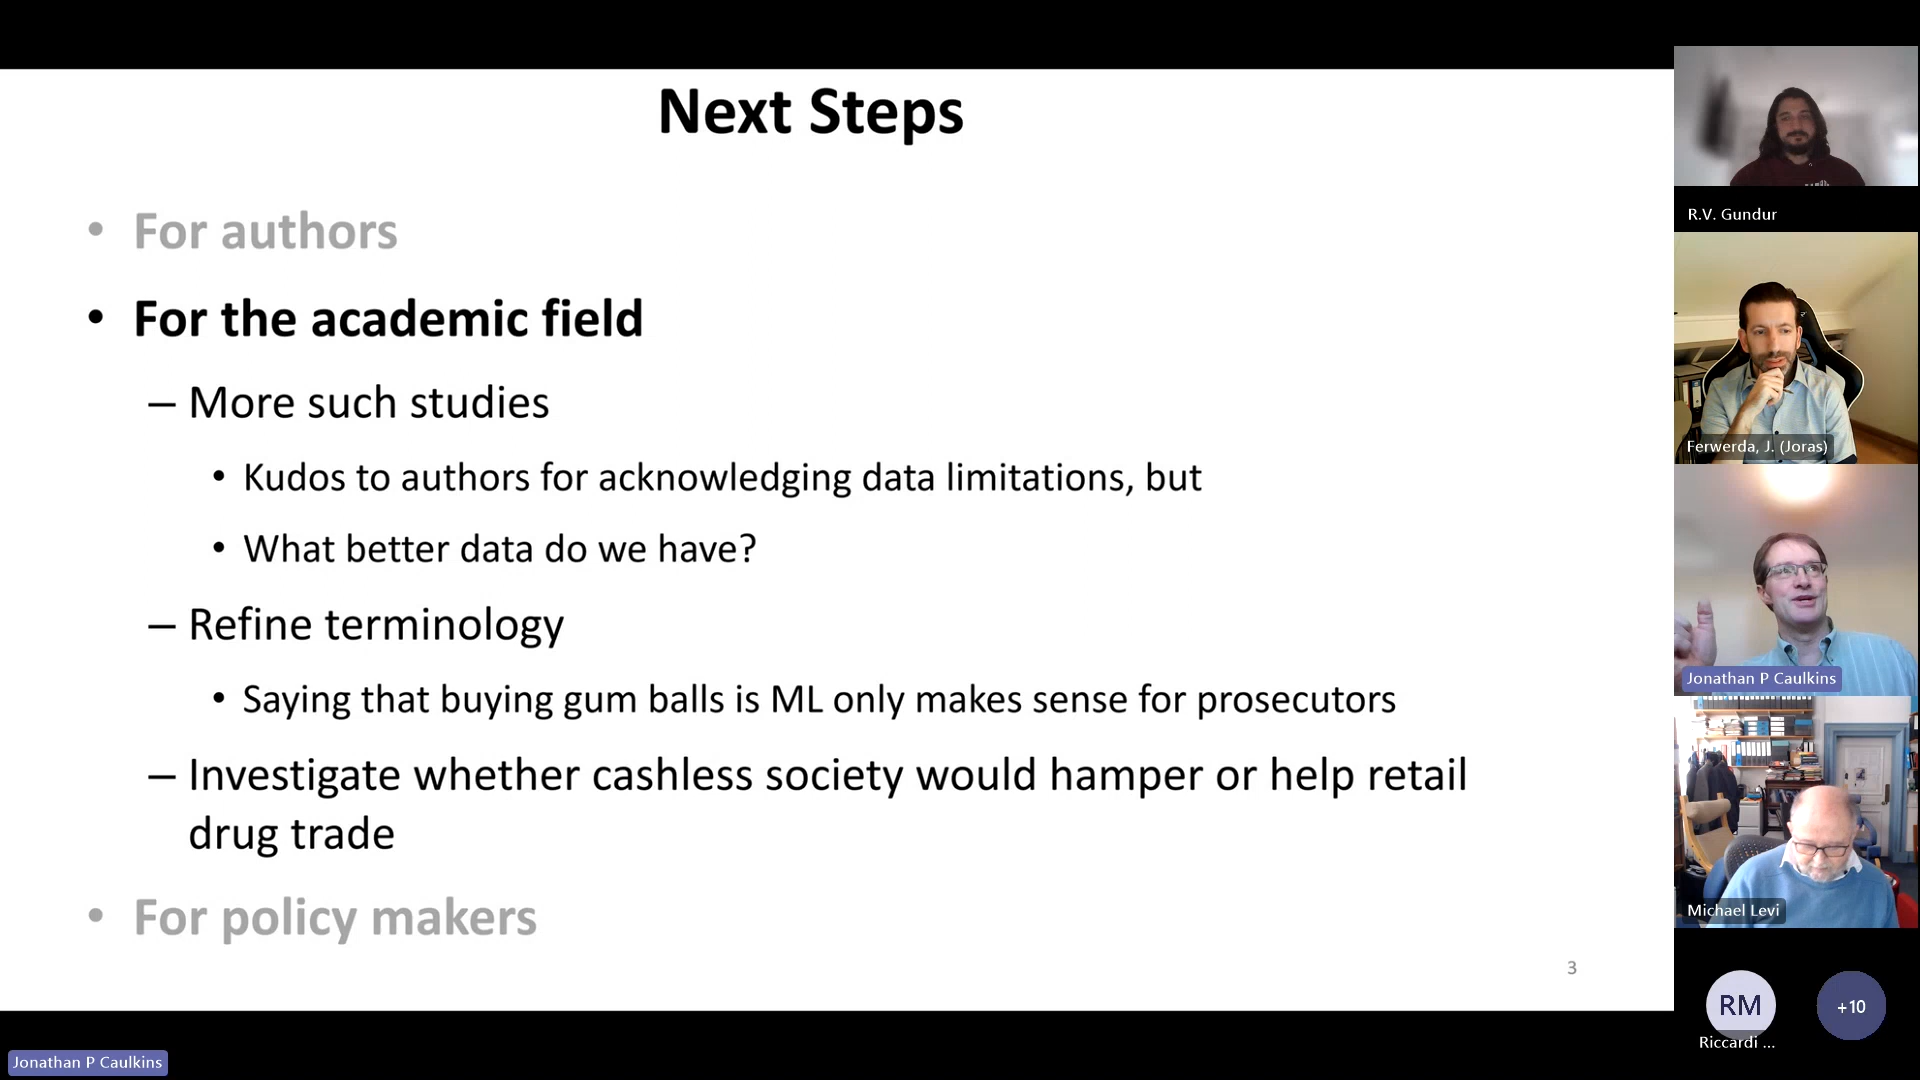 Next Steps
• For authors
• For the academic field
– More such studies
• Kudos to authors for acknowledging data limitations, but
• What better data do we have?
– Refine terminology
• Saying that buying gum balls is ML only makes sense for prosecutors
– Investigate whether cashless society would hamper or help retail
drug trade
• For policy makers
3
Jonathan P Caulkins
R.V. Gundur
Ferwerda, J. (Joras)
Jonathan P Caulkins
Michael Levi
RM
+10
Riccardi ...